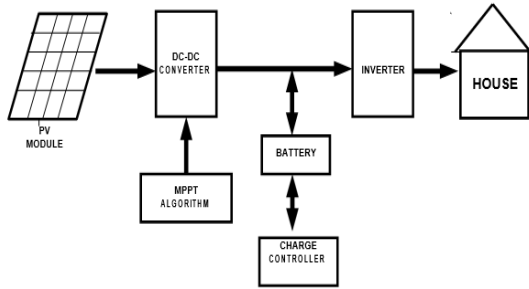 PV
MODULE
DC-DC
CONVERTER
MPPT
ALGORITHM
BATTERY
CHARGE
CONTROLLER
INVERTER
HOUSE